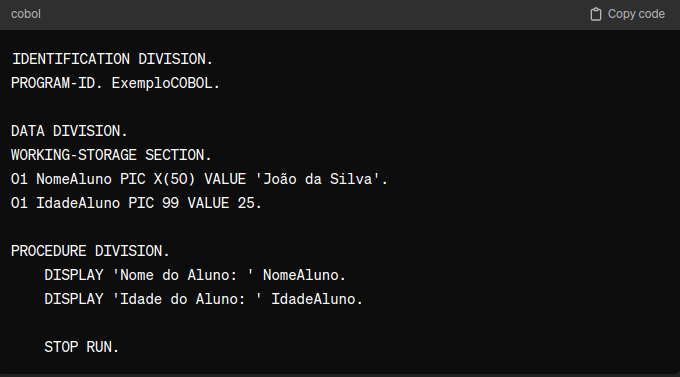 cobol
Copy code
IDENTIFICATION DIVISION.
PROGRAM-ID. ExemploCOBOL.
DATA DIVISION.
WORKING-STORAGE SECTION.
01 NomeAluno PIC X(50) VALUE 'João da Silva'.
01 IdadeAluno PIC 99 VALUE 25.
PROCEDURE DIVISION.
    DISPLAY 'Nome do Aluno: ' NomeAluno.
    DISPLAY 'Idade do Aluno: ' IdadeAluno.
    STOP RUN.